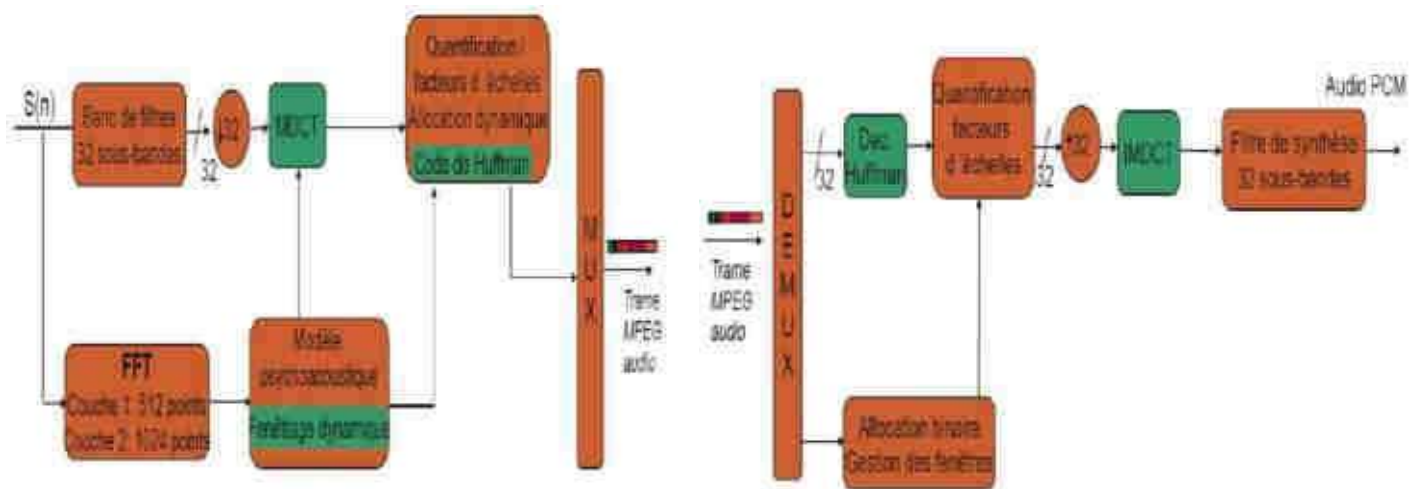 S(n)
Banc de filtres
32 sous-bandes
32
↓32
MDCT
Quantification /
facteurs d' échelles
Allocation dynamique
Code de Huffman
FFT
Couche 1: 512 points
Couche 2: 1024 points
Modèle
psychoacoustique
Fenêtrage dynamique
M
U
X
Trame
MPEG
audio
Trame
MPEG
audio
D
E
M
U
X
32
Dec
Huffman
Quantification
facteurs
d' échelles
32
↑32
IMDCT
Filtre de synthèse
32 sous-bandes
Audio PCM
Allocation binaire
Gestion des fenêtres